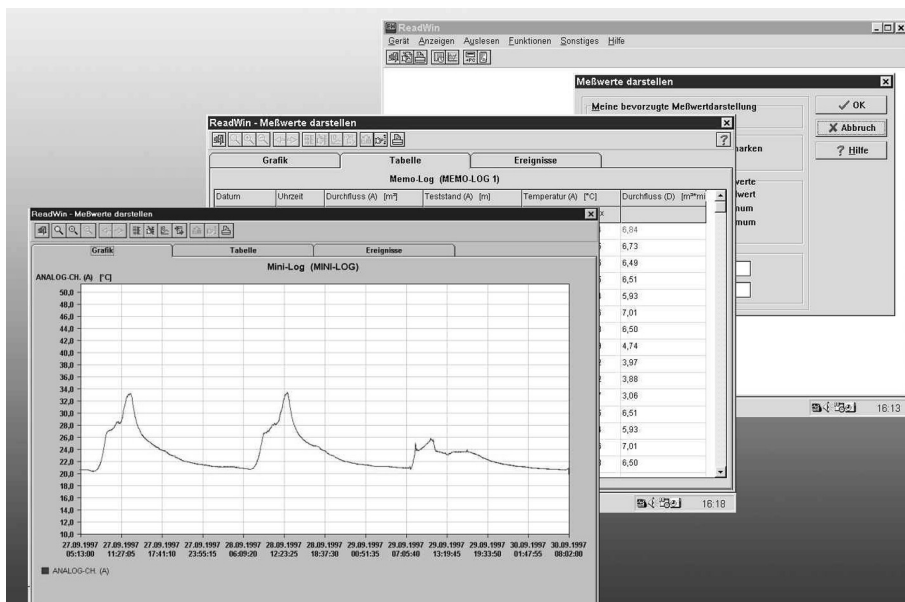 ReadWin
Gerät Anzeigen Auslesen Funktionen Sonstiges Hilfe
Meßwerte darstellen
Meine bevorzugte Meßwertdarstellung
OK
Abbruch
Hilfe
16:13
ReadWin - Meßwerte darstellen
Grafik Tabelle Ereignisse
Memo-Log (MEMO-LOG 1)
Datum Uhrzeit Durchfluss (A) [m³] Teststand (A) [m] Temperatur (A) [°C] Durchfluss (D) [m³*mi
6,84
6,73
6,49
6,51
5,93
7,01
6,50
4,74
3,97
3,88
3,06
6,51
5,93
7,01
6,50
16:18
ReadWin - Meßwerte darstellen
Grafik Tabelle Ereignisse
Mini-Log (MINI-LOG)
ANALOG-CH. (A) [°C]
50,0
48,0
46,0
44,0
42,0
40,0
38,0
36,0
34,0
32,0
30,0
28,0
26,0
24,0
22,0
20,0
18,0
16,0
14,0
12,0
10,0
27.09.1997 27.09.1997 27.09.1997 27.09.1997 28.09.1997 28.09.1997 28.09.1997 29.09.1997 29.09.1997 29.09.1997 29.09.1997 30.09.1997 30.09.1997
05:13:00 11:27:05 17:41:10 23:55:15 06:09:20 12:23:25 18:37:30 00:51:35 07:05:40 13:19:45 19:33:50 01:47:55 08:02:00
ANALOG-CH. (A)